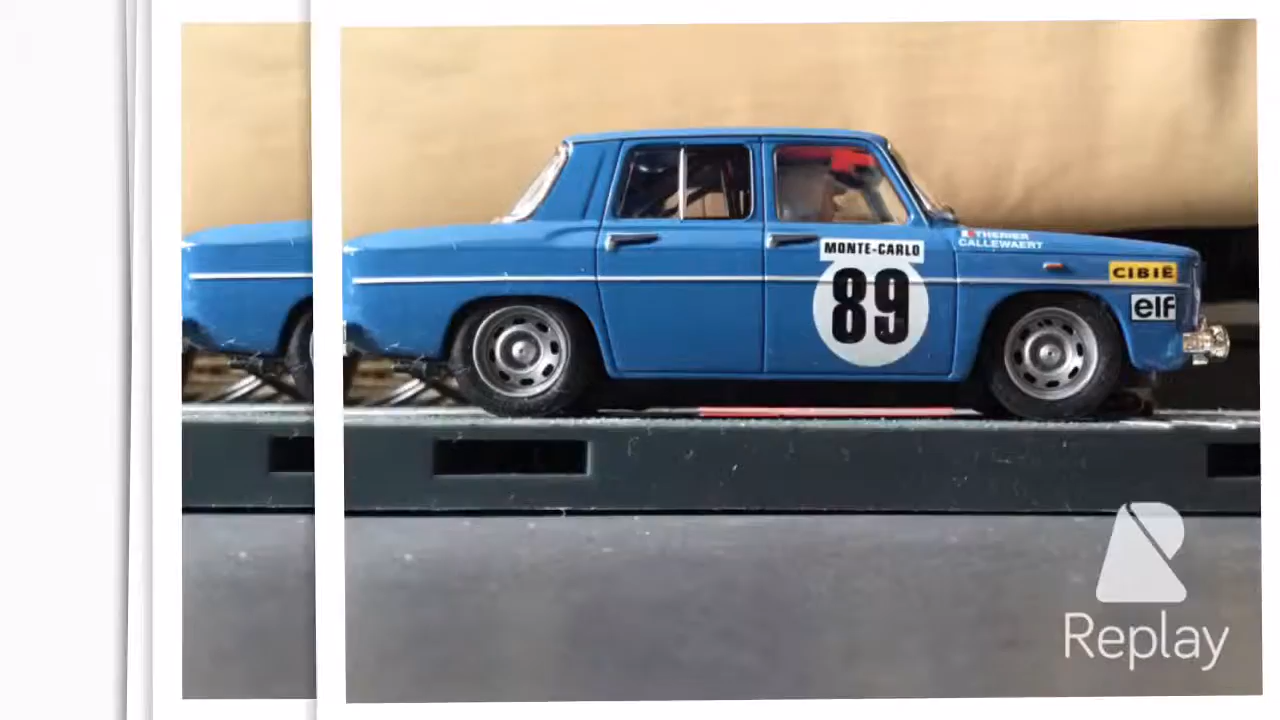 MONTE-CARLO
89
THERIER
CALLEWAERT
CIBIE
elf
Replay